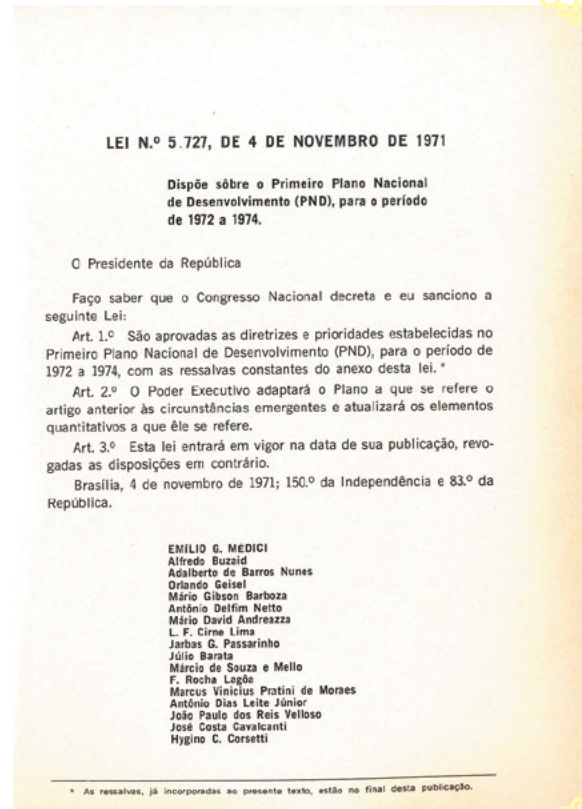 LEI N.º 5.727, DE 4 DE NOVEMBRO DE 1971
Dispõe sôbre o Primeiro Plano Nacional
de Desenvolvimento (PND), para o período
de 1972 a 1974.
O Presidente da República
Faço saber que o Congresso Nacional decreta e eu sanciono a
seguinte Lei:
Art. 1.º São aprovadas as diretrizes e prioridades estabelecidas no
Primeiro Plano Nacional de Desenvolvimento (PND), para o período de
1972 a 1974, com as ressalvas constantes do anexo desta lei. *
Art. 2.º O Poder Executivo adaptará o Plano a que se refere o
artigo anterior às circunstâncias emergentes e atualizará os elementos
quantitativos a que êle se refere.
Art. 3.º Esta lei entrará em vigor na data de sua publicação, revo-
gadas as disposições em contrário.
Brasília, 4 de novembro de 1971; 150.º da Independência e 83.º da
República.
EMÍLIO G. MÉDICI
Alfredo Buzaid
Adalberto de Barros Nunes
Orlando Geisel
Mário Gibson Barboza
Antônio Delfim Netto
Mário David Andreazza
L. F. Cirne Lima
Jarbas G. Passarinho
Júlio Barata
Márcio de Souza e Mello
F. Rocha Lagôa
Marcus Vinicius Pratini de Moraes
Antônio Dias Leite Júnior
João Paulo dos Reis Velloso
José Costa Cavalcanti
Hygino C. Corsetti
* As ressalvas, já incorporadas ao presente texto, estão no final desta publicação.